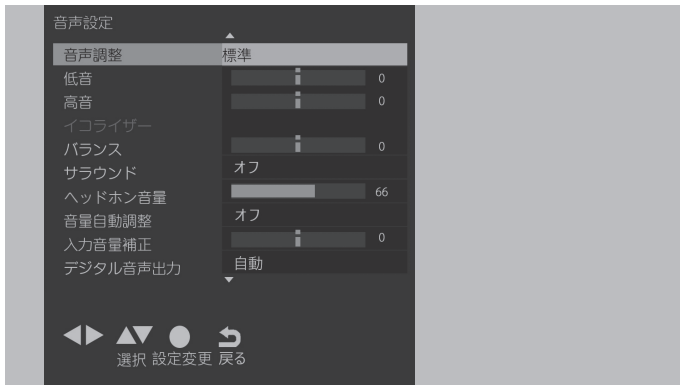 音声設定
音声調整 標準
低音 0
高音 0
イコライザー
バランス 0
サラウンド オフ
ヘッドホン音量 66
音量自動調整 オフ
入力音量補正 0
デジタル音声出力 自動
選択 設定変更 戻る